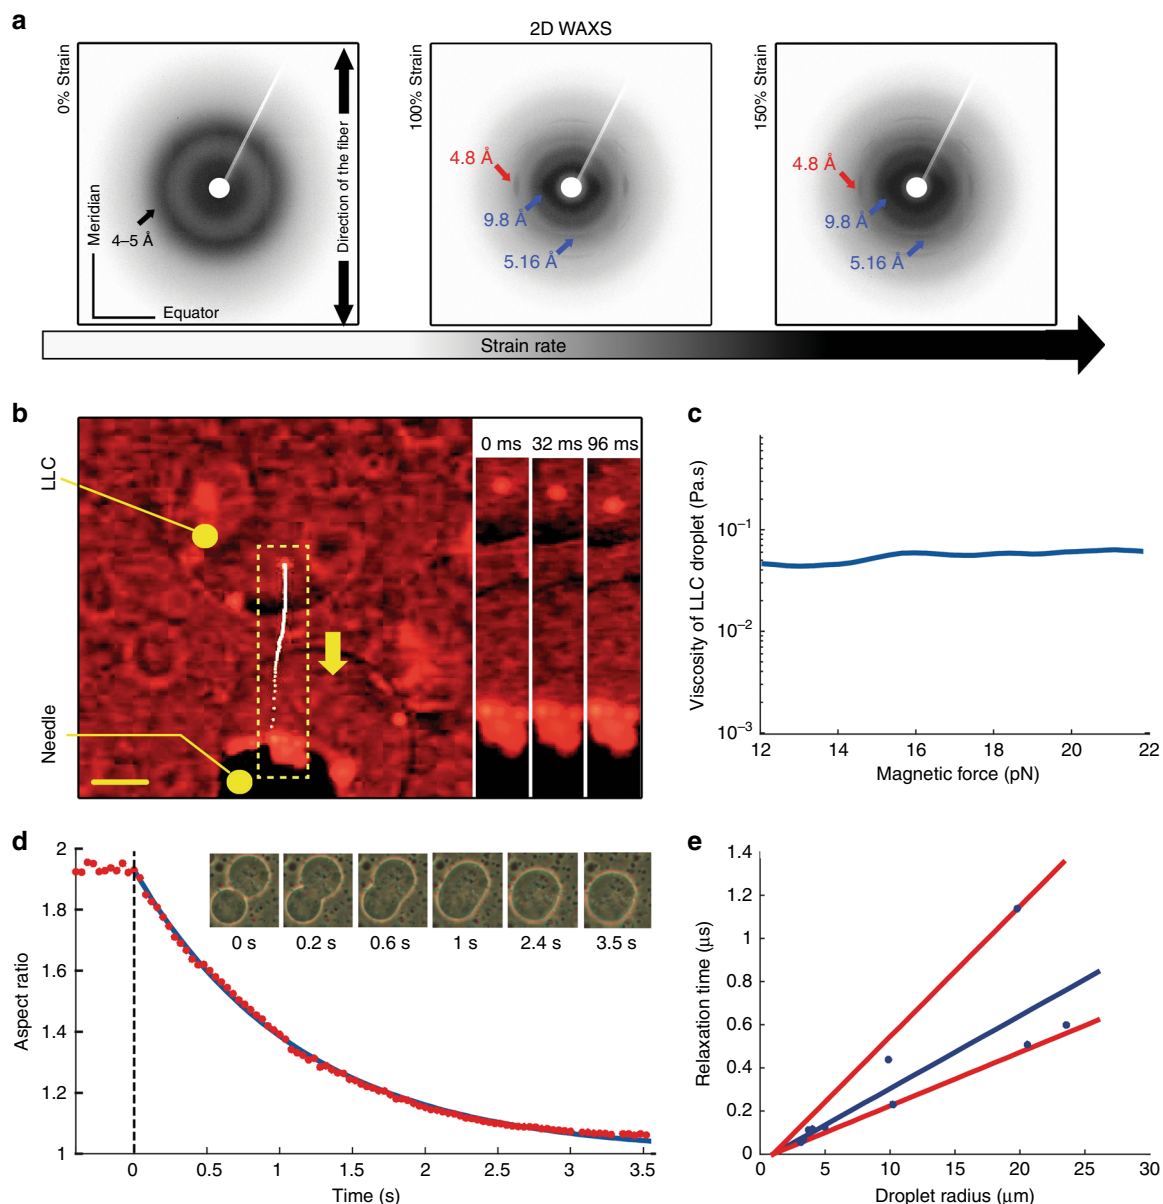 a
2D WAXS
0% Strain
Meridian
4–5 Å
Equator
Direction of the fiber
100% Strain
4.8 Å
9.8 Å
5.16 Å
150% Strain
4.8 Å
9.8 Å
5.16 Å
Strain rate
b
LLC
Needle
0 ms 32 ms 96 ms
c
Viscosity of LLC droplet (Pa.s)
10⁻¹
10⁻²
10⁻³
12 14 16 18 20 22
Magnetic force (pN)
d
Aspect ratio
2
1.8
1.6
1.4
1.2
1
0 s 0.2 s 0.6 s 1 s 2.4 s 3.5 s
0 0.5 1 1.5 2 2.5 3 3.5
Time (s)
e
Relaxation time (μs)
1.4
1.2
1
0.8
0.6
0.4
0.2
0
0 5 10 15 20 25 30
Droplet radius (μm)